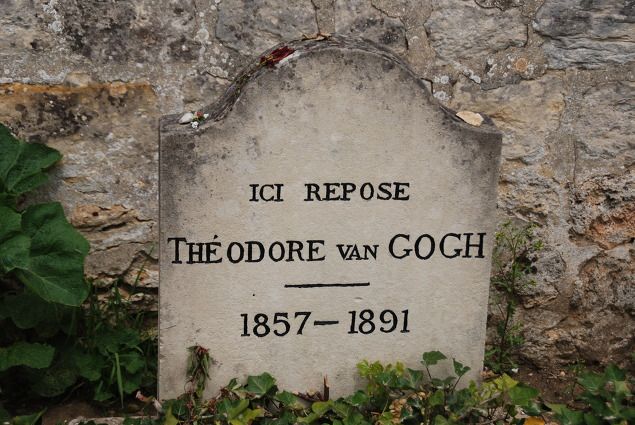 ICI REPOSE
THÉODORE VAN GOGH
1857–1891